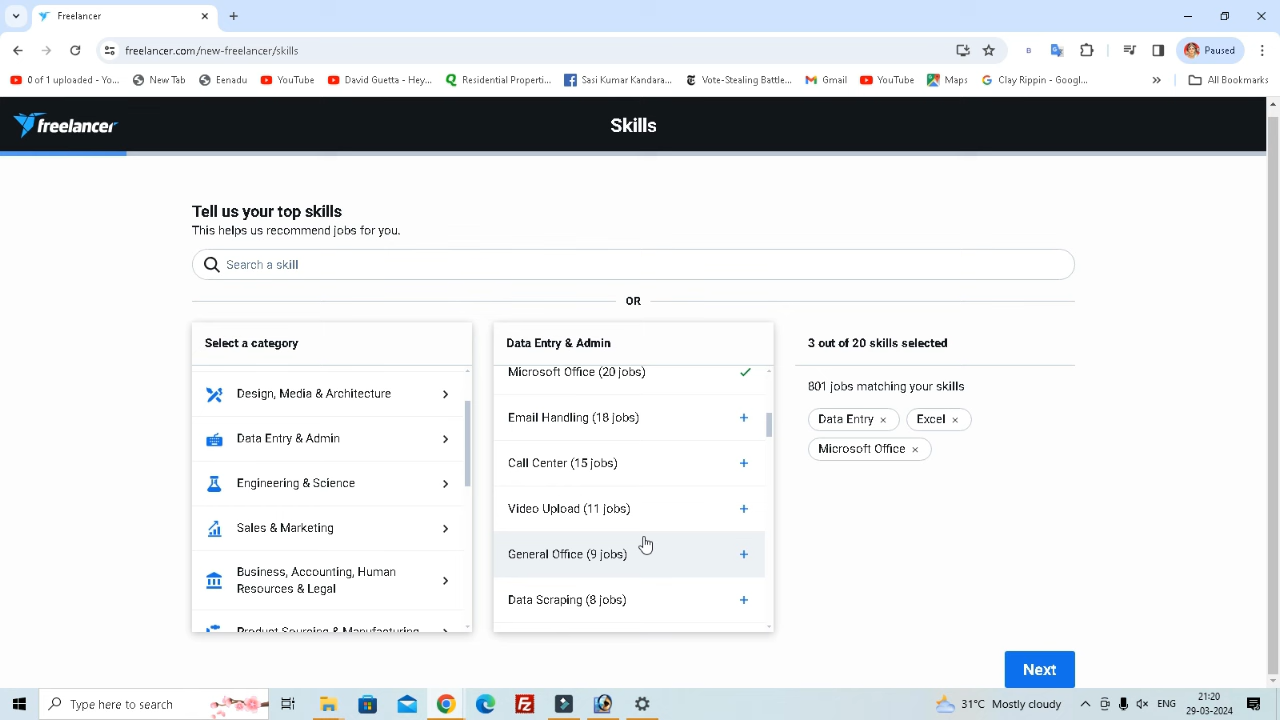 Freelancer
freelancer.com/new-freelancer/skills
Paused
0 of 1 uploaded - Yo...
New Tab
Eenadu
YouTube
David Guetta - Hey,...
Residential Properti...
Sasi Kumar Kandara...
Vote-Stealing Battle...
YouTube
Gmail
Maps
Clay Rippin - Googl...
All Bookmarks
freelancer
Skills
Tell us your top skills
This helps us recommend jobs for you.
Search a skill
OR
Select a category
Design, Media & Architecture
Data Entry & Admin
Engineering & Science
Sales & Marketing
Business, Accounting, Human
Resources & Legal
Product Sourcing & Manufacturing
Data Entry & Admin
Microsoft Office (20 jobs)
Email Handling (18 jobs)
Call Center (15 jobs)
Video Upload (11 jobs)
General Office (9 jobs)
Data Scraping (8 jobs)
3 out of 20 skills selected
801 jobs matching your skills
Data Entry × Excel ×
Microsoft Office ×
Next
Type here to search
31°C Mostly cloudy
ENG
21:20
29-03-2024